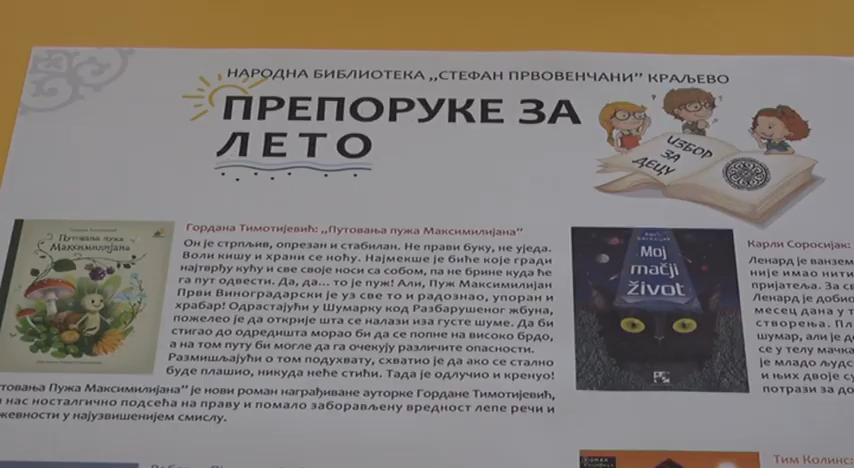 НАРОДНА БИБЛИОТЕКА „СТЕФАН ПРВОВЕНЧАНИ" КРАЉЕВО
ПРЕПОРУКЕ ЗА
ЛЕТО
ИЗБОР
ЗА
ДЕЦУ
Гордана Тимотијевић: „Путовања пужа Максимилијана"
Он је стрпљив, опрезан и стабилан. Не прави буку, не уједа.
Воли кишу и храни се ноћу. Најмекше је биће које гради
најтврђу кућу и све своје носи са собом, па не брине куда ће
га пут одвести. Да, да... то је пуж! Али, Пуж Максимилијан
Први Виноградарски је уз све то и радознао, упоран и
храбар! Одрастајући у Шумарку код Разбарушеног жбуна,
пожелео је да открије шта се налази иза густе шуме. Да би
стигао до одредишта морао би да се попне на високо брдо,
а на том путу би могле да га очекују различите опасности.
Размишљајући о том подухвату, схватио је да ако се стално
буде плашио, никуда неће стићи. Тада је одлучио и кренуо!
Пужа Максимилијана" је нови роман награђиване ауторке Гордане Тимотијевић,
нас носталгично подсећа на праву и помало заборављену вредност лепе речи и
у најузвишенијем смислу.
Путовања пужа
Максимилијана
Moj
mačji
život
Карли Соросијак:
Ленард је ванзем
није имао нити
пријатеља. За св
Ленард је добио
месец дана у т
створења. Пл
шумар, али је до
се у телу мачка
је младо људс
и њих двоје су
потрази за до
Тим Колинс: